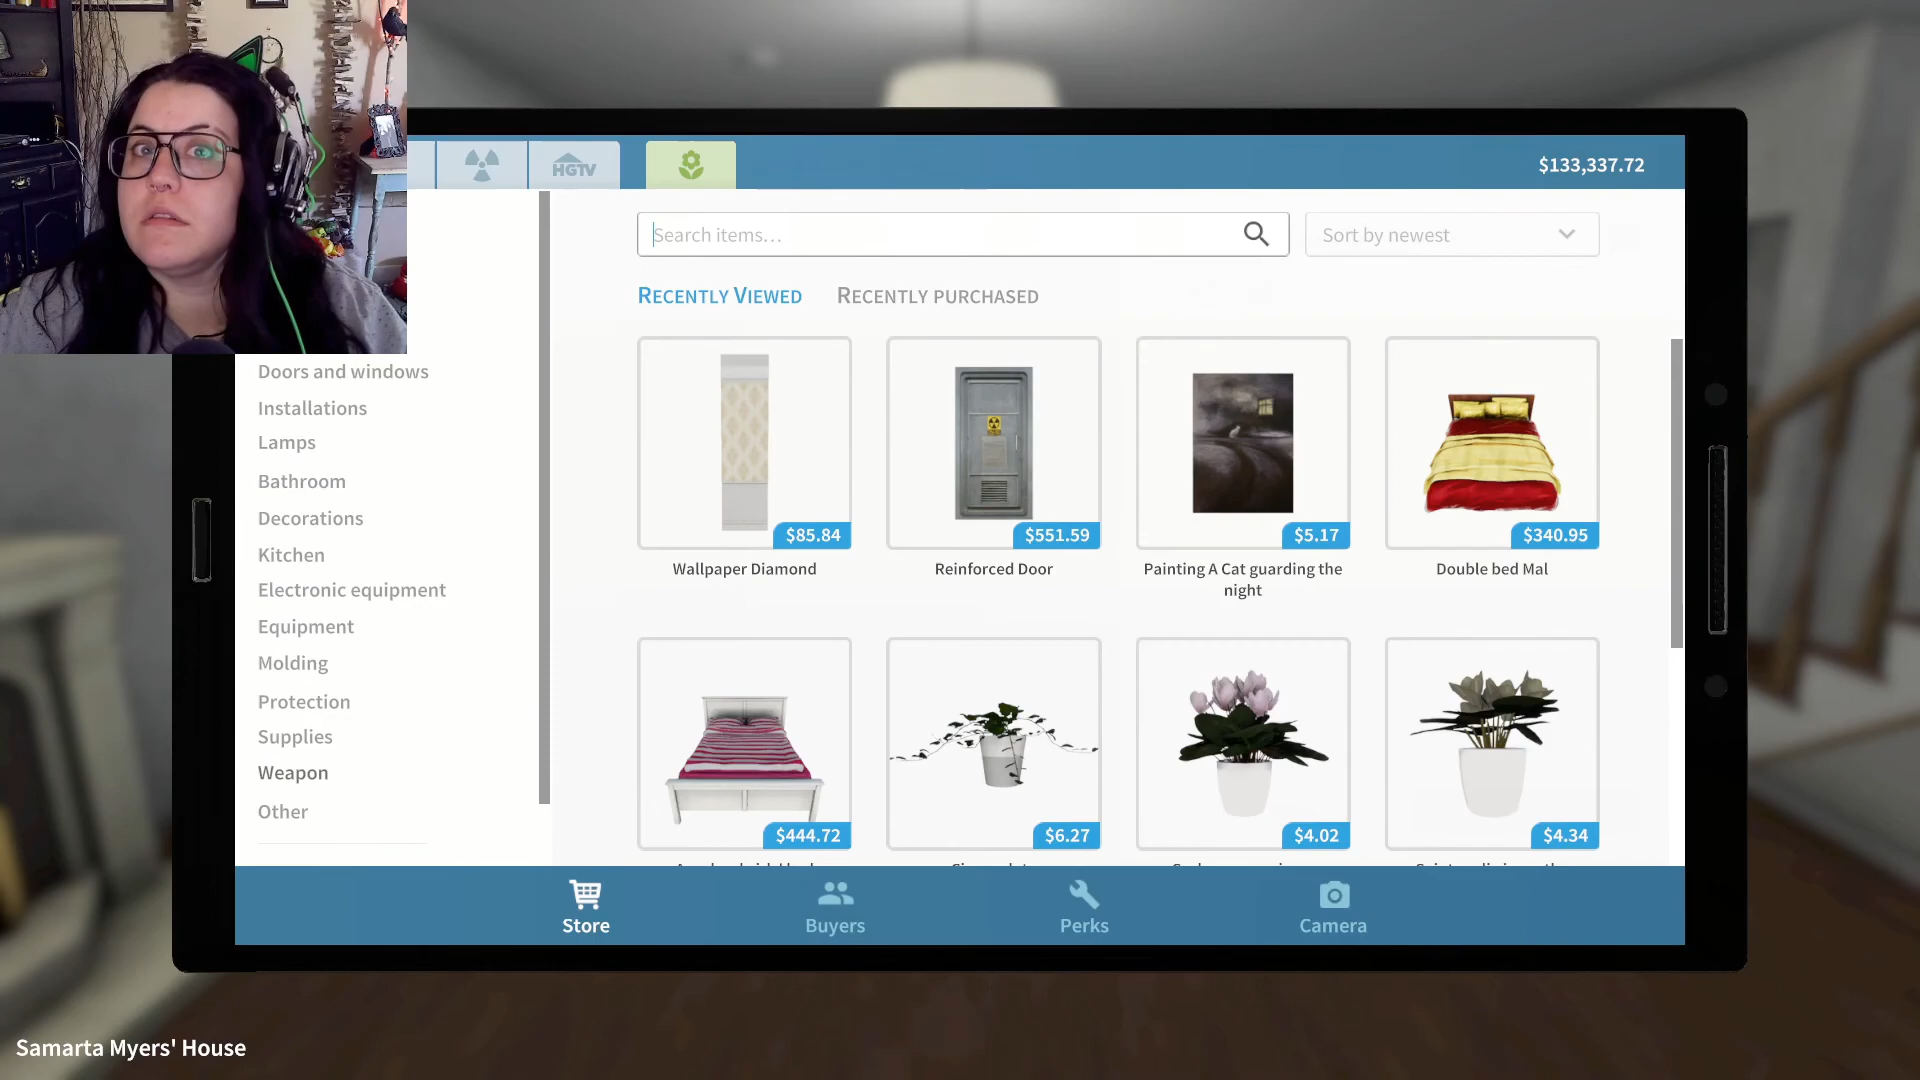 HGTV
$133,337.72
Search items...
Sort by newest
RECENTLY VIEWED
RECENTLY PURCHASED
Doors and windows
Installations
Lamps
Bathroom
Decorations
Kitchen
Electronic equipment
Equipment
Molding
Protection
Supplies
Weapon
Other
$85.84
$551.59
$5.17
$340.95
Wallpaper Diamond
Reinforced Door
Painting A Cat guarding the
night
Double bed Mal
$444.72
$6.27
$4.02
$4.34
Store
Buyers
Perks
Camera
Samarta Myers' House